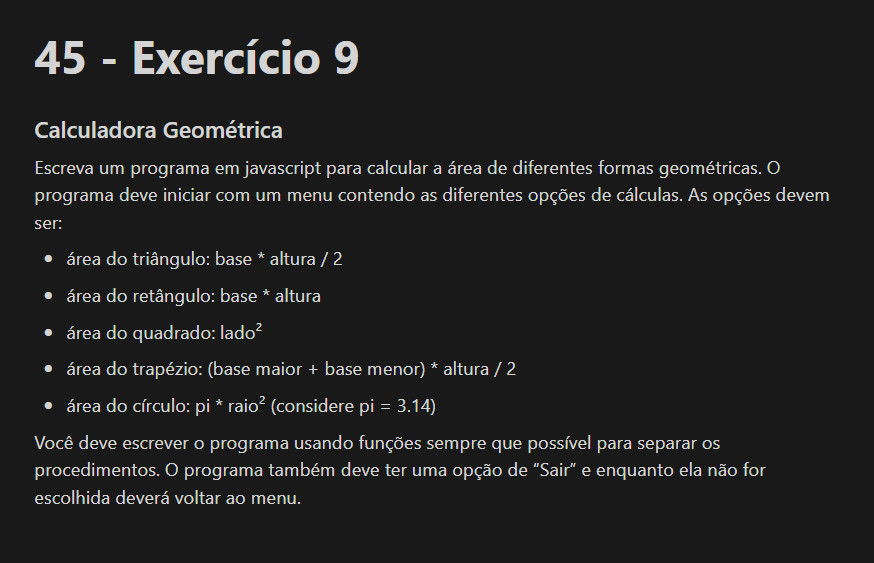 45 - Exercício 9
Calculadora Geométrica
Escreva um programa em javascript para calcular a área de diferentes formas geométricas. O
programa deve iniciar com um menu contendo as diferentes opções de cálculas. As opções devem
ser:
• área do triângulo: base * altura / 2
• área do retângulo: base * altura
• área do quadrado: lado²
• área do trapézio: (base maior + base menor) * altura / 2
• área do círculo: pi * raio² (considere pi = 3.14)
Você deve escrever o programa usando funções sempre que possível para separar os
procedimentos. O programa também deve ter uma opção de “Sair” e enquanto ela não for
escolhida deverá voltar ao menu.